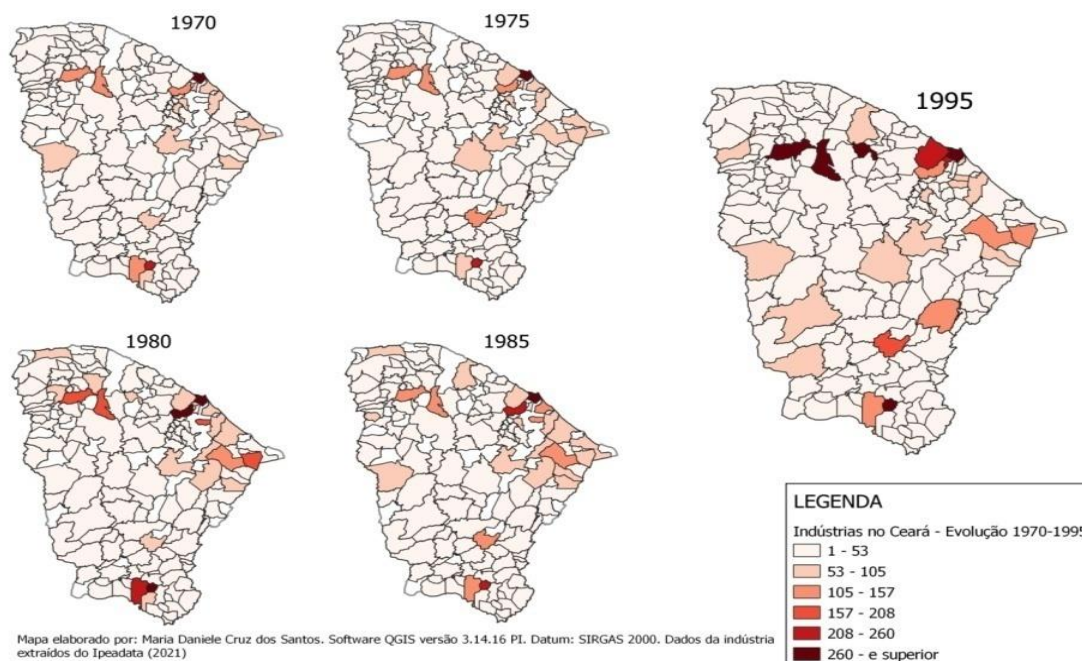 1970
1975
1995
1980
1985
LEGENDA
Indústrias no Ceará - Evolução 1970-1995
1 - 53
53 - 105
105 - 157
157 - 208
208 - 260
260 - e superior
Mapa elaborado por: Maria Daniele Cruz dos Santos. Software QGIS versão 3.14.16 PI. Datum: SIRGAS 2000. Dados da indústria
extraídos do Ipeadata (2021)